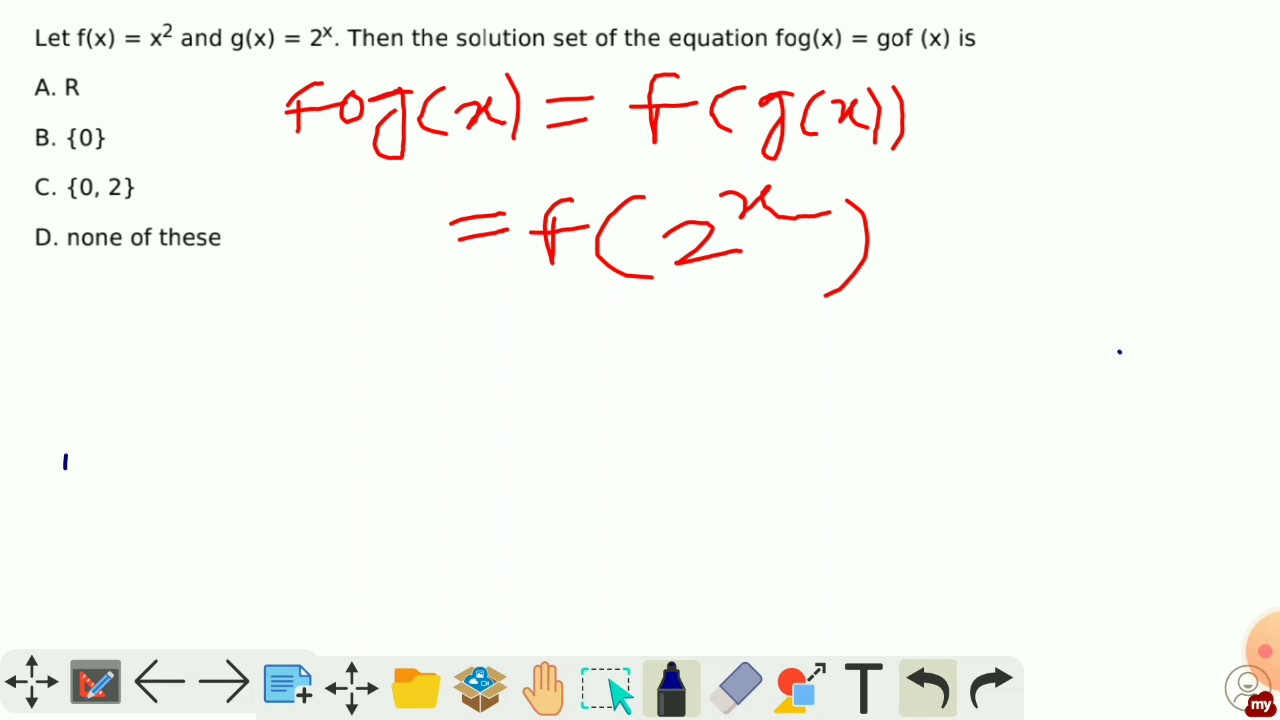 Let f(x) = x² and g(x) = 2ˣ. Then the solution set of the equation fog(x) = gof (x) is
A. R
B. {0}
C. {0, 2}
D. none of these
fog(x) = f(g(x))
= f(2ˣ)
T
my